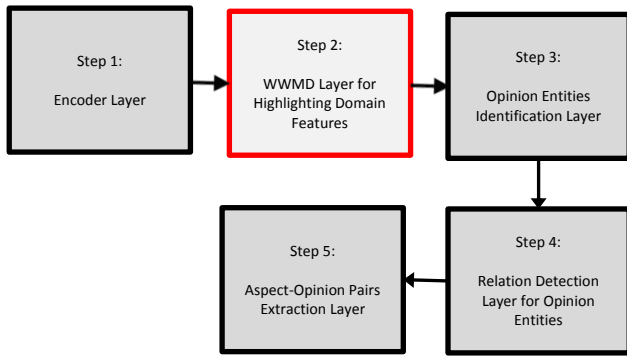 Step 1:
Encoder Layer
Step 2:
WWMD Layer for
Highlighting Domain
Features
Step 3:
Opinion Entities
Identification Layer
Step 4:
Relation Detection
Layer for Opinion
Entities
Step 5:
Aspect-Opinion Pairs
Extraction Layer